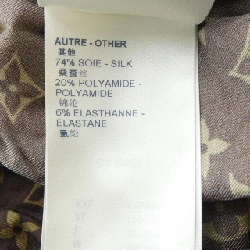 AUTRE - OTHER
其他
74% SOIE - SILK
桑蚕丝
20% POLYAMIDE -
POLYAMIDE
锦纶
6% ELASTHANNE -
ELASTANE
氨纶